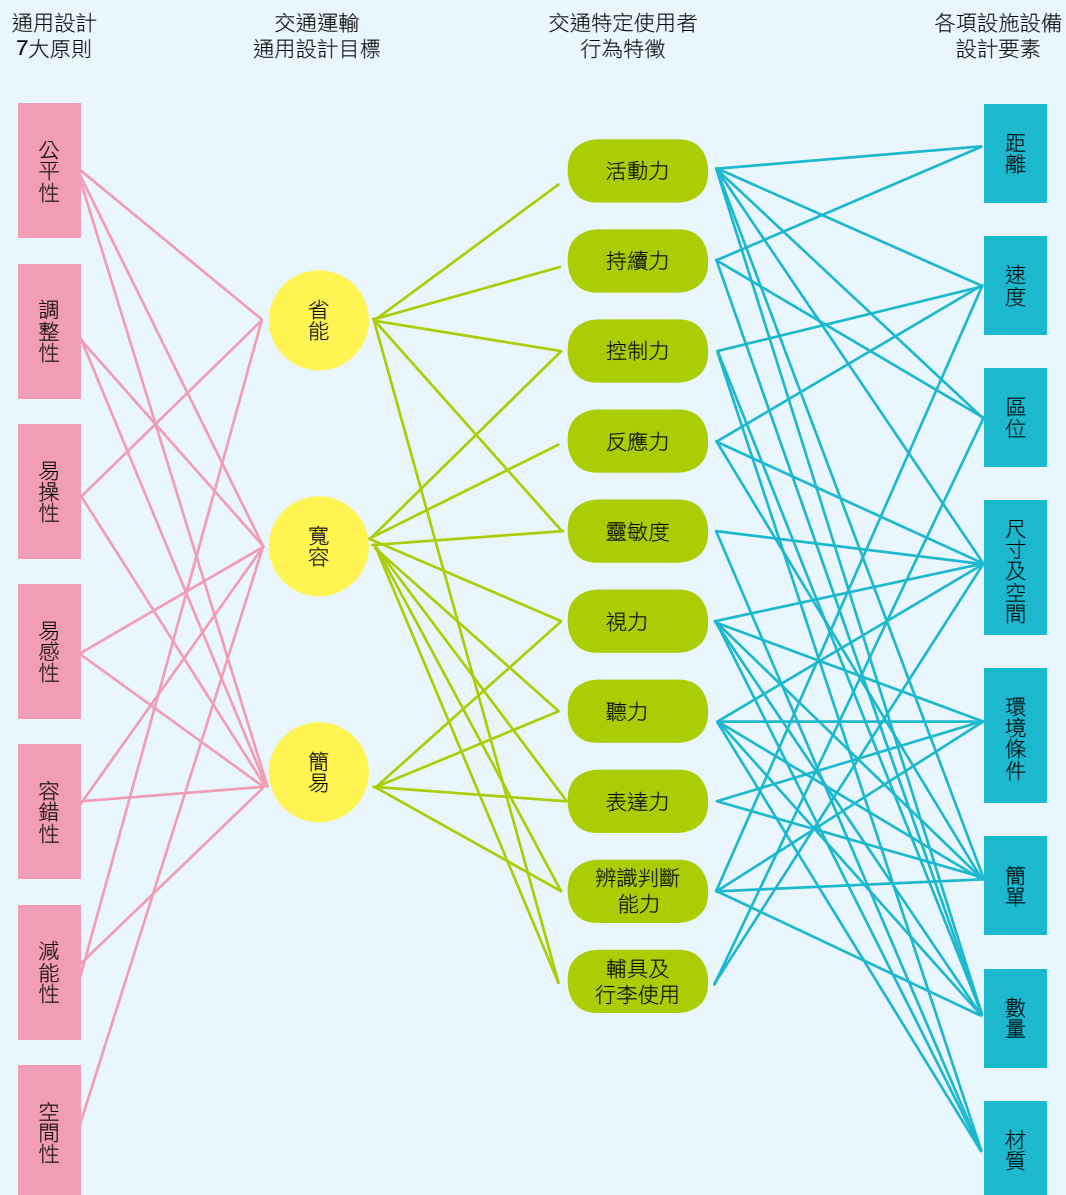 通用設計
7大原則
交通運輸
通用設計目標
交通特定使用者
行為特徵
各項設施設備
設計要素
公平性
調整性
易操性
易感性
容錯性
減能性
空間性
省能
寬容
簡易
活動力
持續力
控制力
反應力
靈敏度
視力
聽力
表達力
辨識判斷
能力
輔具及
行李使用
距離
速度
區位
尺寸及空間
環境條件
簡單
數量
材質